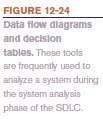 FIGURE 12-24
Data flow diagrams
and decision
tables. These tools
are frequently used to
analyze a system during
the system analysis
phase of the SDLC.